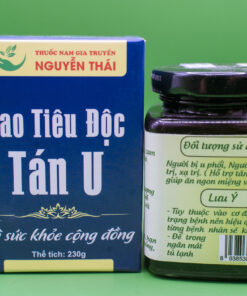 THUỐC NAM GIA TRUYỀN
NGUYỄN THÁI
ao Tiêu Độc
Tán U
sức khỏe cộng đồng
Thể tích: 230g
Đối tượng sử
Người bị u phổi, Ngư
trị, xạ trị. ( Hỗ trợ tăn
giúp ăn ngon miệng
Lưu Ý
- Tùy thuộc vào cơ đ
trạng bệnh nên hiệu
từng bệnh nhân sẽ k
- Để trong
ngăn mát
tủ lạnh